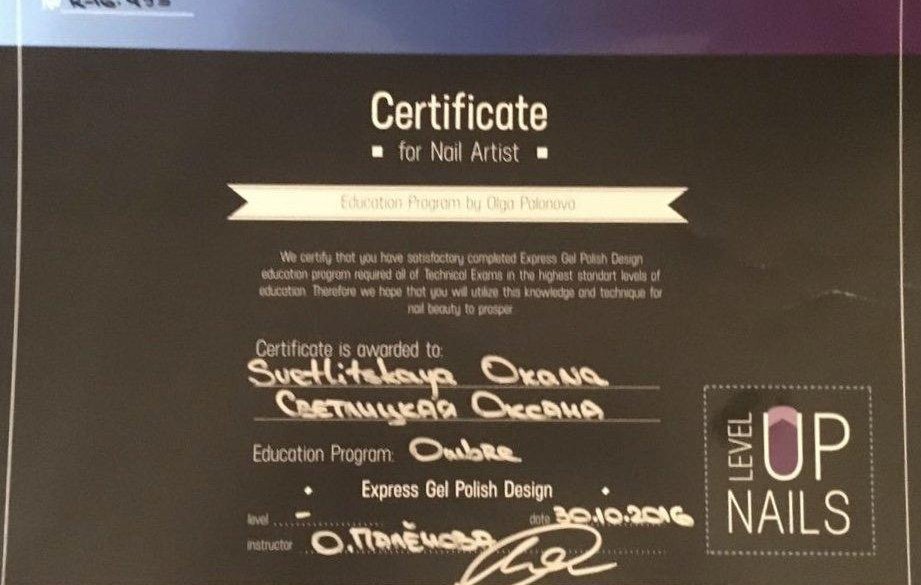 Certificate
for Nail Artist
Education Program by Olga Palonova
We certify that you have satisfactory completed Express Gel Polish Design
education program required all of Technical Exams in the highest standart levels of
education. Therefore we hope that you will utilize this knowledge and technique for
nail beauty to prosper
Certificate is awarded to:
Svetlitskaya Oxana
Светлицкая Оксана
Education Program: Ombre
Express Gel Polish Design
level - date 30.10.2016
instructor О.Палёнова
LEVEL UP
NAILS